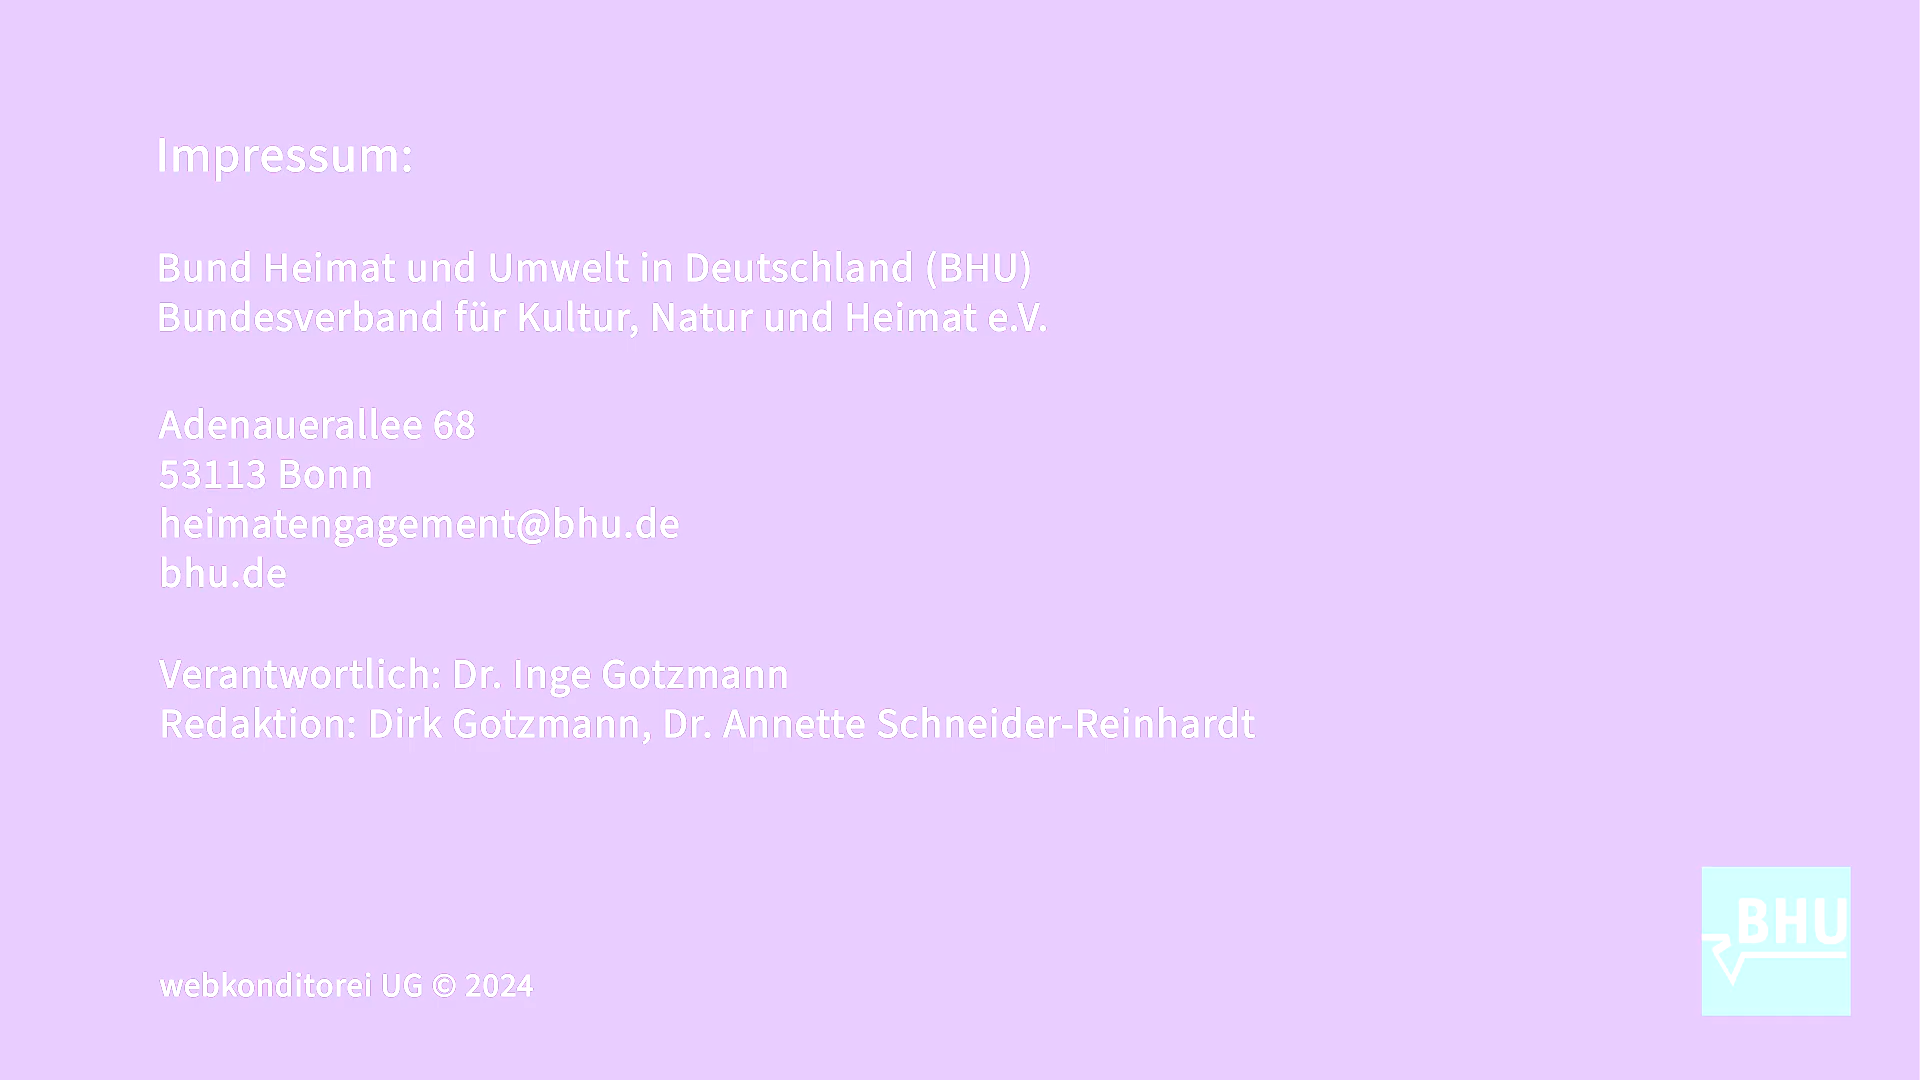 Impressum:
Bund Heimat und Umwelt in Deutschland (BHU)
Bundesverband für Kultur, Natur und Heimat e.V.
Adenauerallee 68
53113 Bonn
heimatengagement@bhu.de
bhu.de
Verantwortlich: Dr. Inge Gotzmann
Redaktion: Dirk Gotzmann, Dr. Annette Schneider-Reinhardt
BHU
webkonditorei UG © 2024